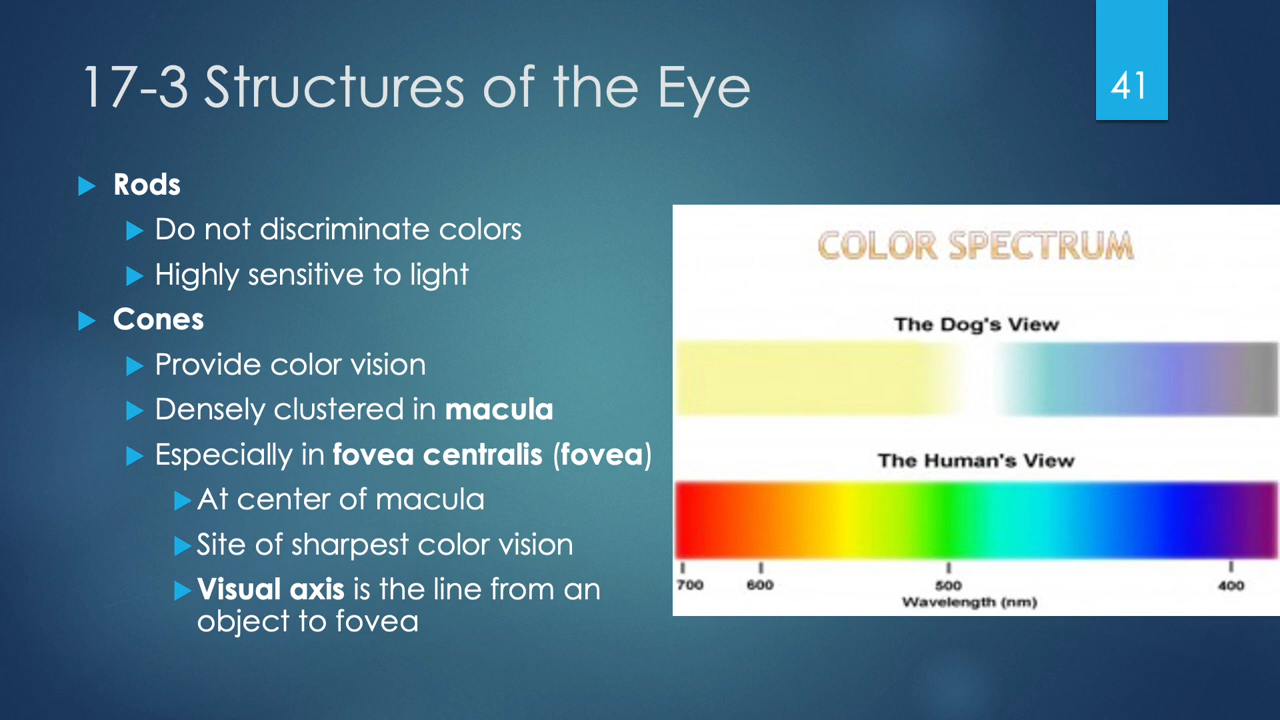 17-3 Structures of the Eye
41
Rods
Do not discriminate colors
Highly sensitive to light
Cones
Provide color vision
Densely clustered in macula
Especially in fovea centralis (fovea)
At center of macula
Site of sharpest color vision
Visual axis is the line from an
object to fovea
COLOR SPECTRUM
The Dog's View
The Human's View
700 600 500 400
Wavelength (nm)